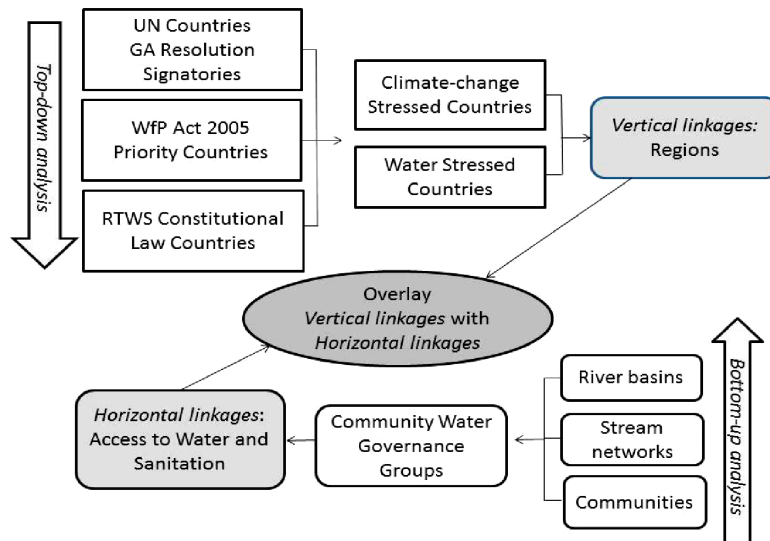 Top-down analysis
UN Countries
GA Resolution
Signatories
WfP Act 2005
Priority Countries
RTWS Constitutional
Law Countries
Climate-change
Stressed Countries
Water Stressed
Countries
Vertical linkages:
Regions
Overlay
Vertical linkages with
Horizontal linkages
Horizontal linkages:
Access to Water and
Sanitation
Community Water
Governance
Groups
River basins
Stream
networks
Communities
Bottom-up analysis